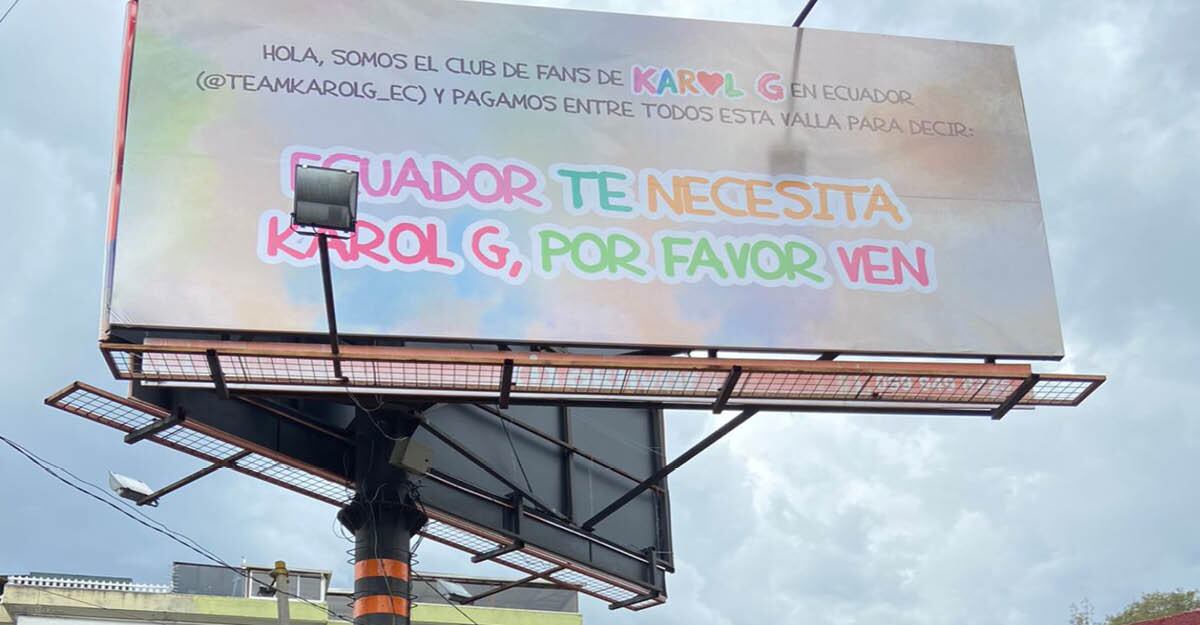 HOLA, SOMOS EL CLUB DE FANS DE KAROL G EN ECUADOR
(@TEAMKAROLG_EC) Y PAGAMOS ENTRE TODOS ESTA VALLA PARA DECIR:
ECUADOR TE NECESITA
KAROL G, POR FAVOR VEN